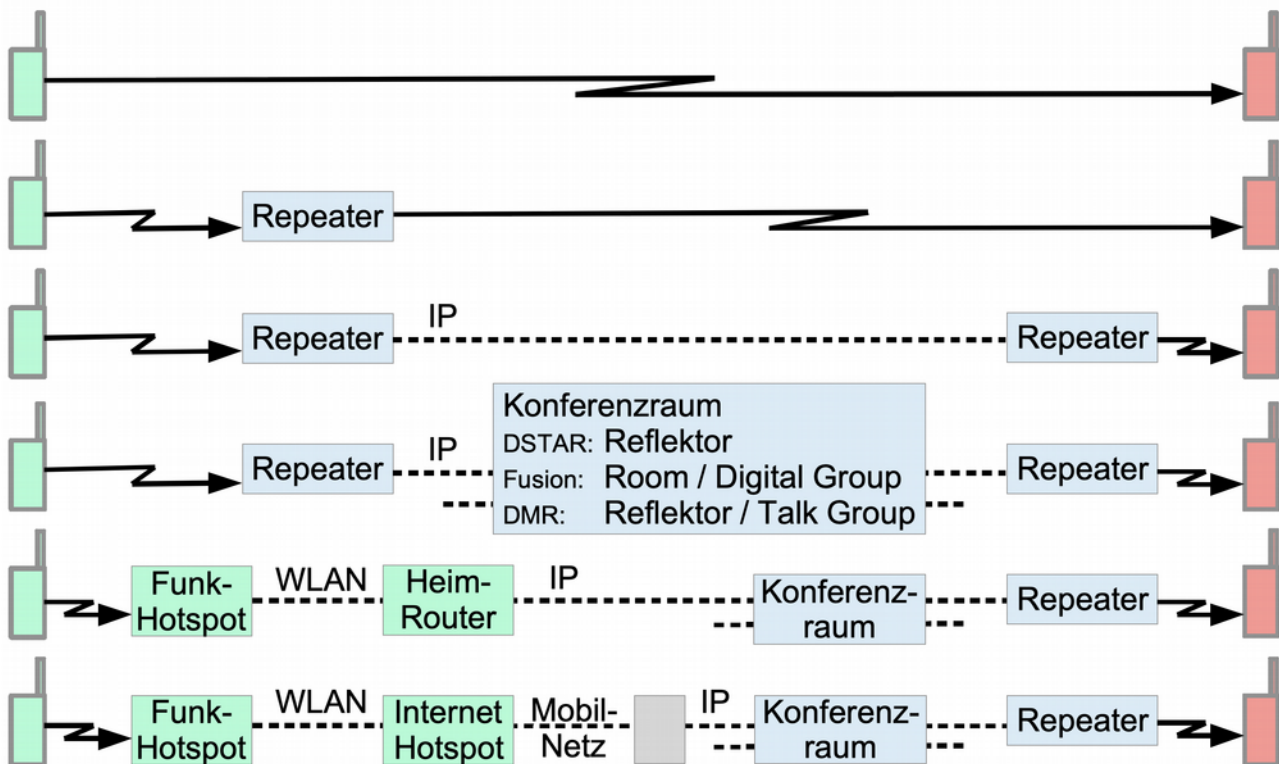 Repeater
IP
Repeater
Repeater
Konferenzraum
DSTAR: Reflektor
Fusion: Room / Digital Group
DMR: Reflektor / Talk Group
Repeater
IP
Repeater
Funk-
Hotspot
WLAN
Heim-
Router
IP
Konferenz-
raum
Repeater
Funk-
Hotspot
WLAN
Internet
Hotspot
Mobil-
Netz
IP
Konferenz-
raum
Repeater